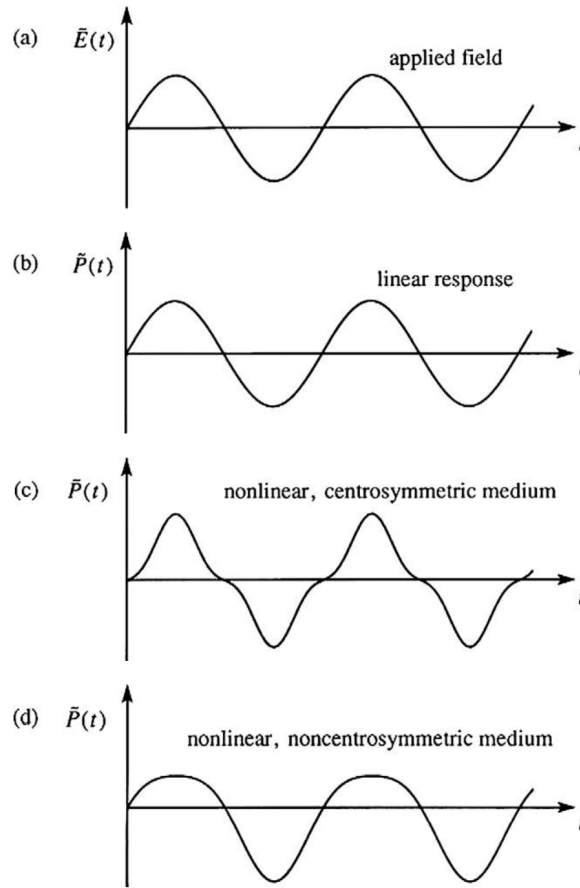 (a) Ẽ(t) applied field
(b) P̃(t) linear response
(c) P̃(t) nonlinear, centrosymmetric medium
(d) P̃(t) nonlinear, noncentrosymmetric medium